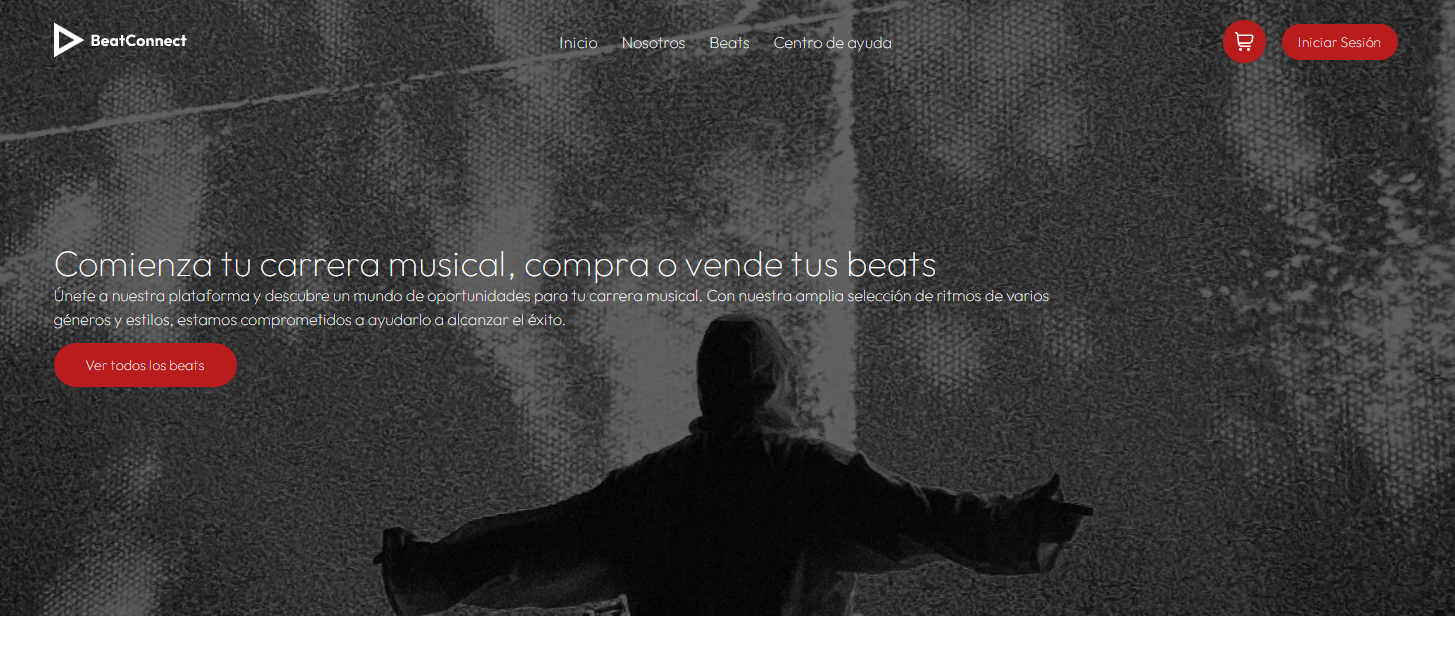 BeatConnect
Inicio Nosotros Beats Centro de ayuda
Iniciar Sesión
Comienza tu carrera musical, compra o vende tus beats
Únete a nuestra plataforma y descubre un mundo de oportunidades para tu carrera musical. Con nuestra amplia selección de ritmos de varios
géneros y estilos, estamos comprometidos a ayudarlo a alcanzar el éxito.
Ver todos los beats